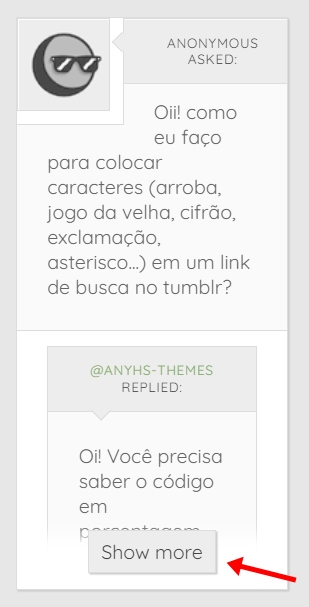 ANONYMOUS
ASKED:
Oii! como
eu faço
para colocar
caracteres (arroba,
jogo da velha, cifrão,
exclamação,
asterisco...) em um link
de busca no tumblr?
@ANYHS-THEMES
REPLIED:
Oi! Você precisa
saber o código
em
porcentagem
Show more